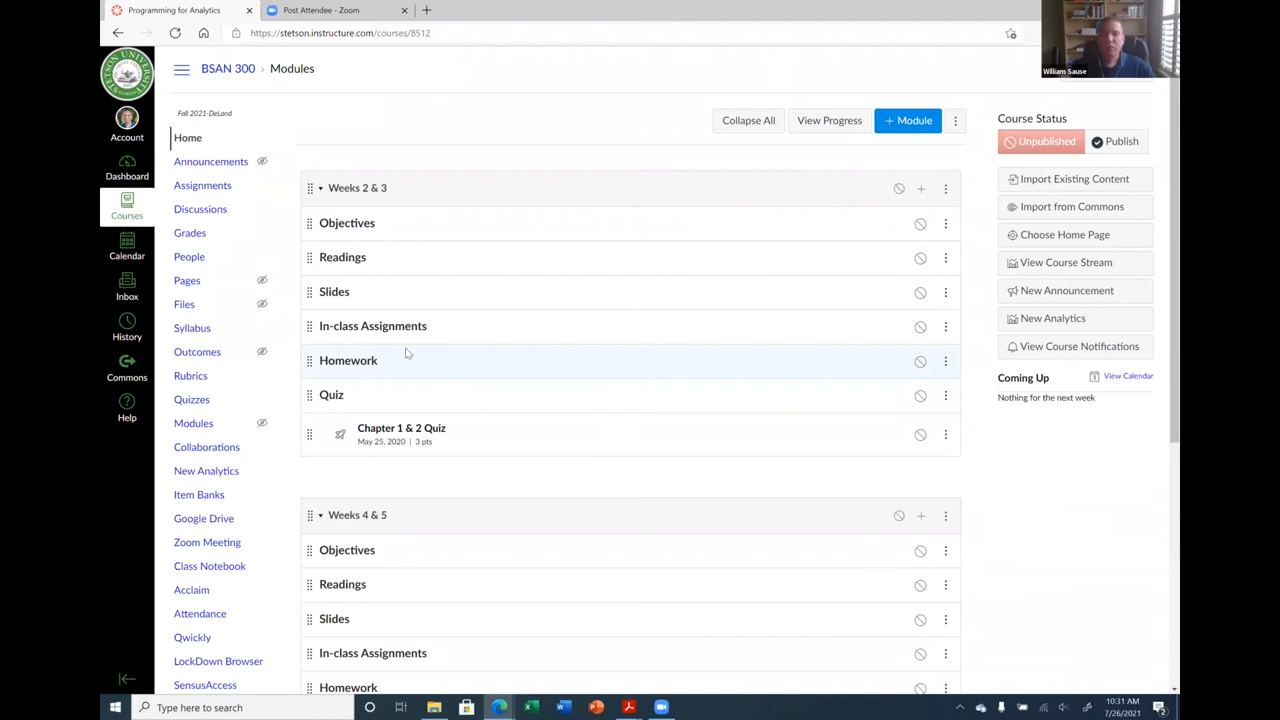 Programming for Analytics
Post Attendee - Zoom
https://stetson.instructure.com/courses/8512
William Sause
BSAN 300 › Modules
Account
Dashboard
Courses
Calendar
Inbox
History
Commons
Help
Fall 2021-DeLand
Home
Announcements
Assignments
Discussions
Grades
People
Pages
Files
Syllabus
Outcomes
Rubrics
Quizzes
Modules
Collaborations
New Analytics
Item Banks
Google Drive
Zoom Meeting
Class Notebook
Acclaim
Attendance
Qwickly
LockDown Browser
SensusAccess
Collapse All
View Progress
+ Module
Weeks 2 & 3
Objectives
Readings
Slides
In-class Assignments
Homework
Quiz
Chapter 1 & 2 Quiz
May 25, 2020 | 3 pts
Weeks 4 & 5
Objectives
Readings
Slides
In-class Assignments
Homework
Course Status
Unpublished
Publish
Import Existing Content
Import from Commons
Choose Home Page
View Course Stream
New Announcement
New Analytics
View Course Notifications
Coming Up
View Calendar
Nothing for the next week
Type here to search
10:31 AM
7/26/2021
2